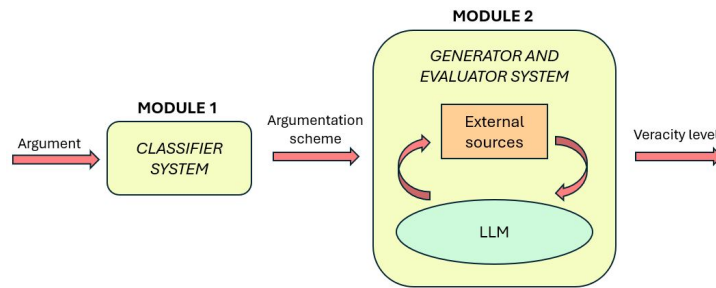 MODULE 2
GENERATOR AND
EVALUATOR SYSTEM
MODULE 1
Argument
CLASSIFIER
SYSTEM
Argumentation
scheme
External
sources
LLM
Veracity level